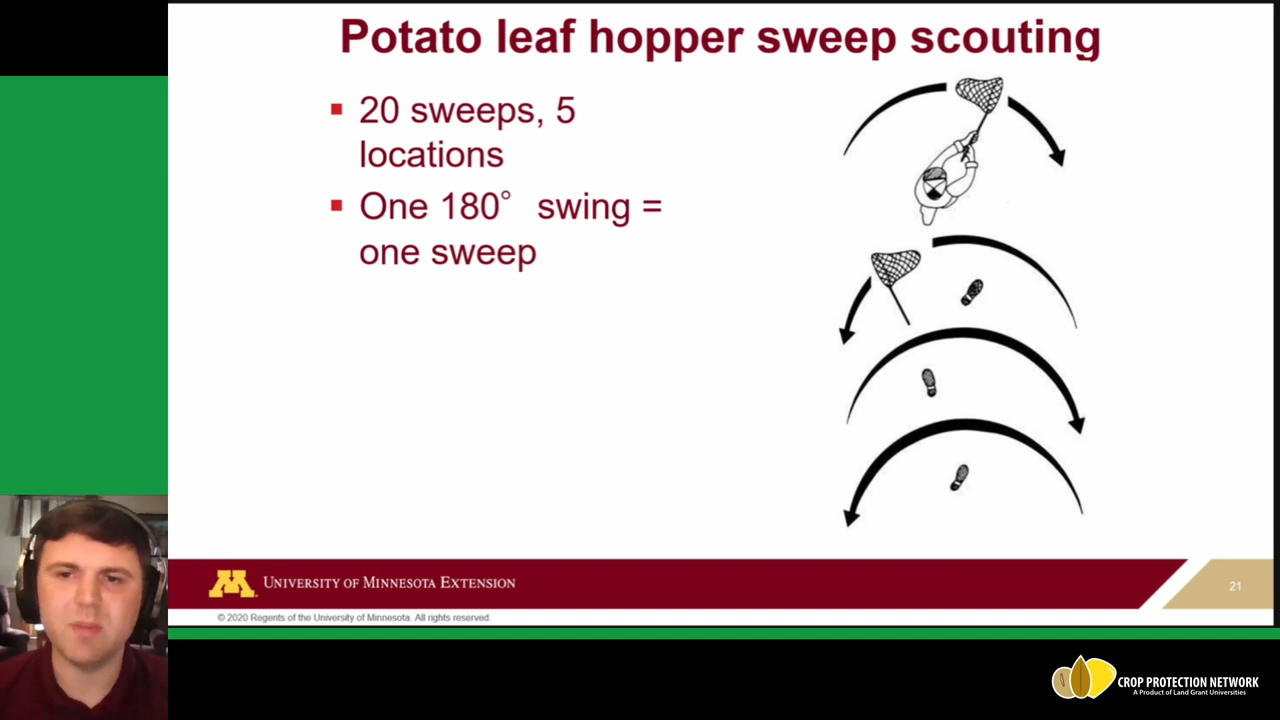 Potato leaf hopper sweep scouting
▪ 20 sweeps, 5
locations
▪ One 180° swing =
one sweep
M
UNIVERSITY OF MINNESOTA EXTENSION
21
© 2020 Regents of the University of Minnesota. All rights reserved.
CROP PROTECTION NETWORK
A Product of Land Grant Universities